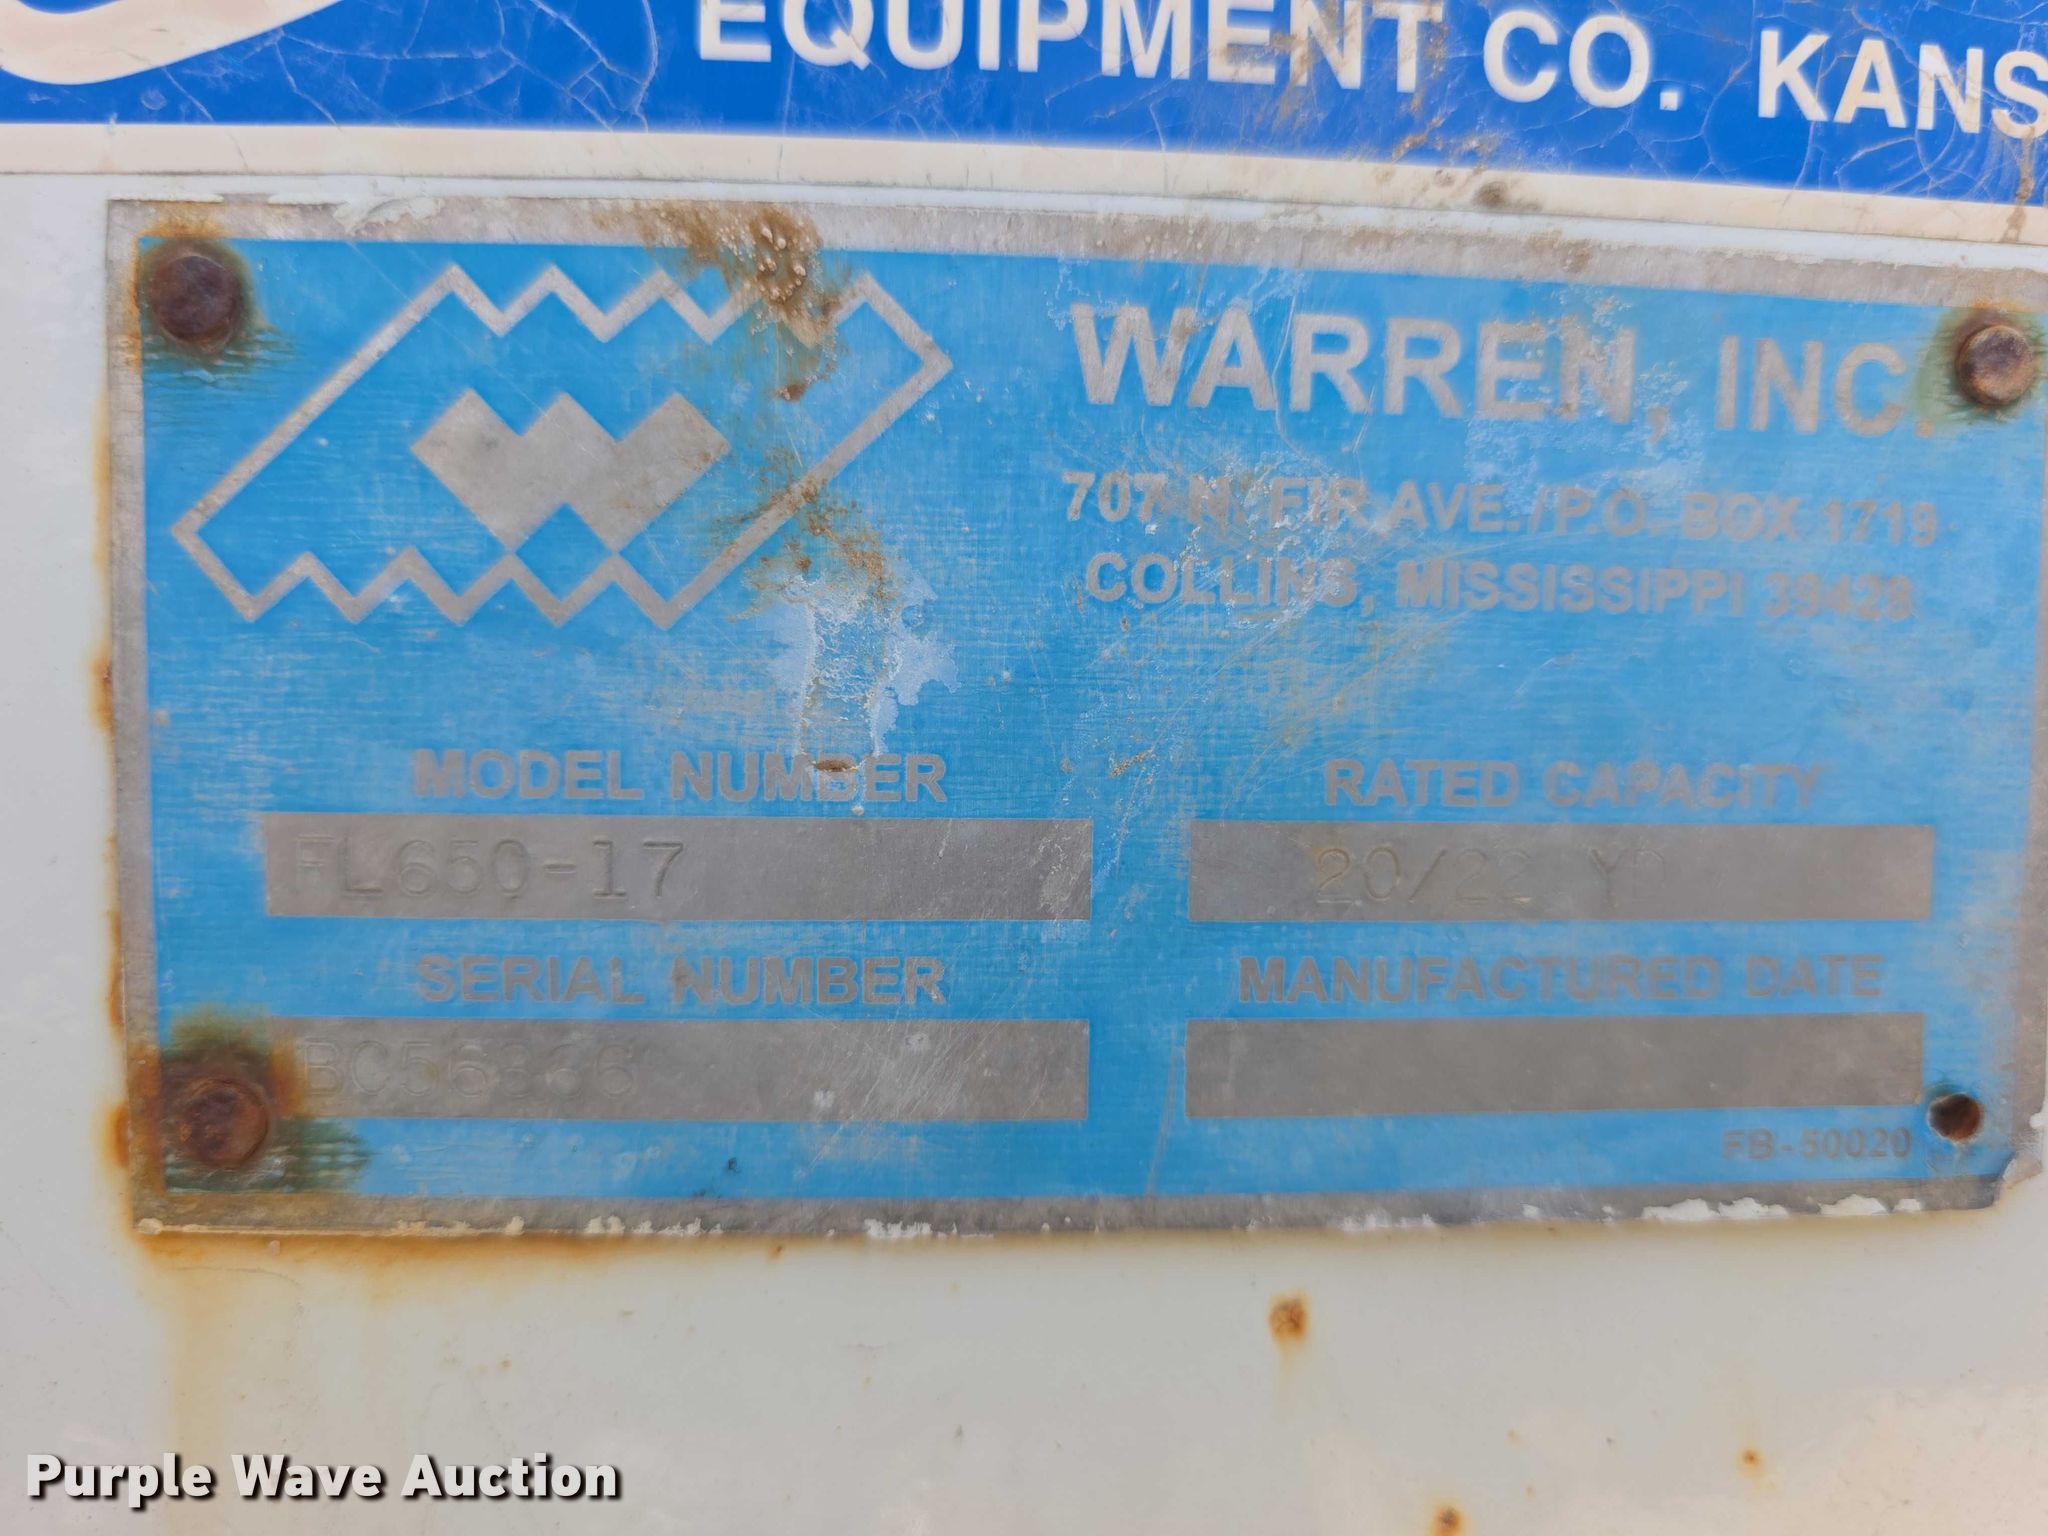 EQUIPMENT CO. KANS
WARREN, INC.
707 N. FIR AVE./P.O. BOX 1719
COLLINS, MISSISSIPPI 39428
MODEL NUMBER
RATED CAPACITY
FL650-17
20/22 YD
SERIAL NUMBER
MANUFACTURED DATE
FB-50020
Purple Wave Auction